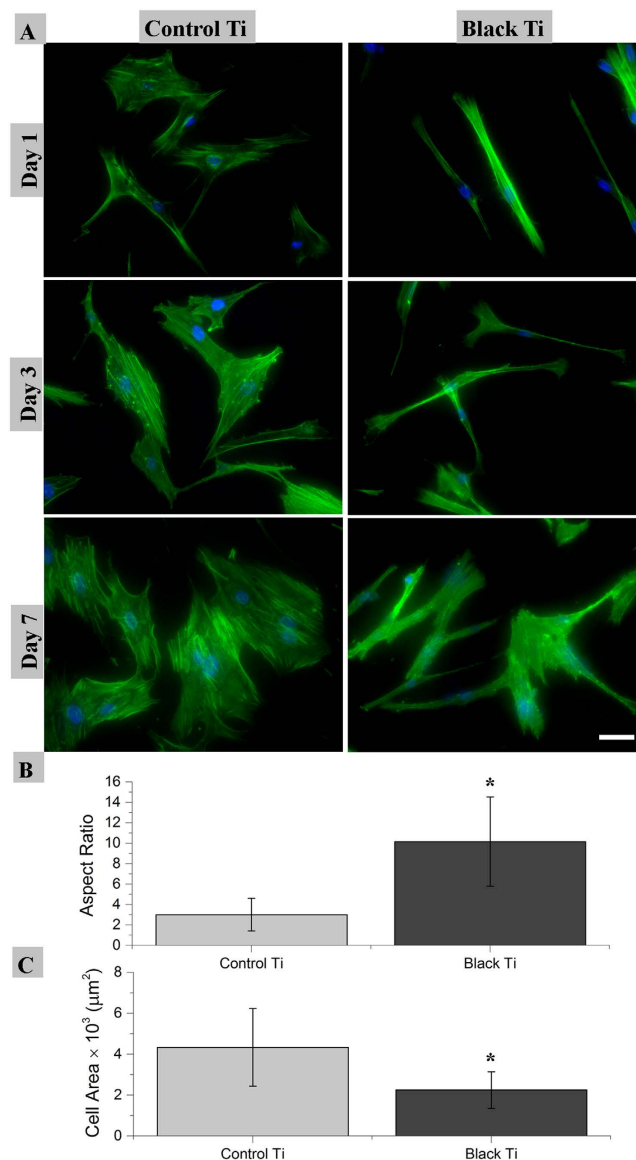 A
Control Ti
Black Ti
Day 1
Day 3
Day 7
B
Aspect Ratio
16
14
12
10
8
6
4
2
0
*
Control Ti
Black Ti
C
Cell Area × 10³ (μm²)
8
6
4
2
0
*
Control Ti
Black Ti